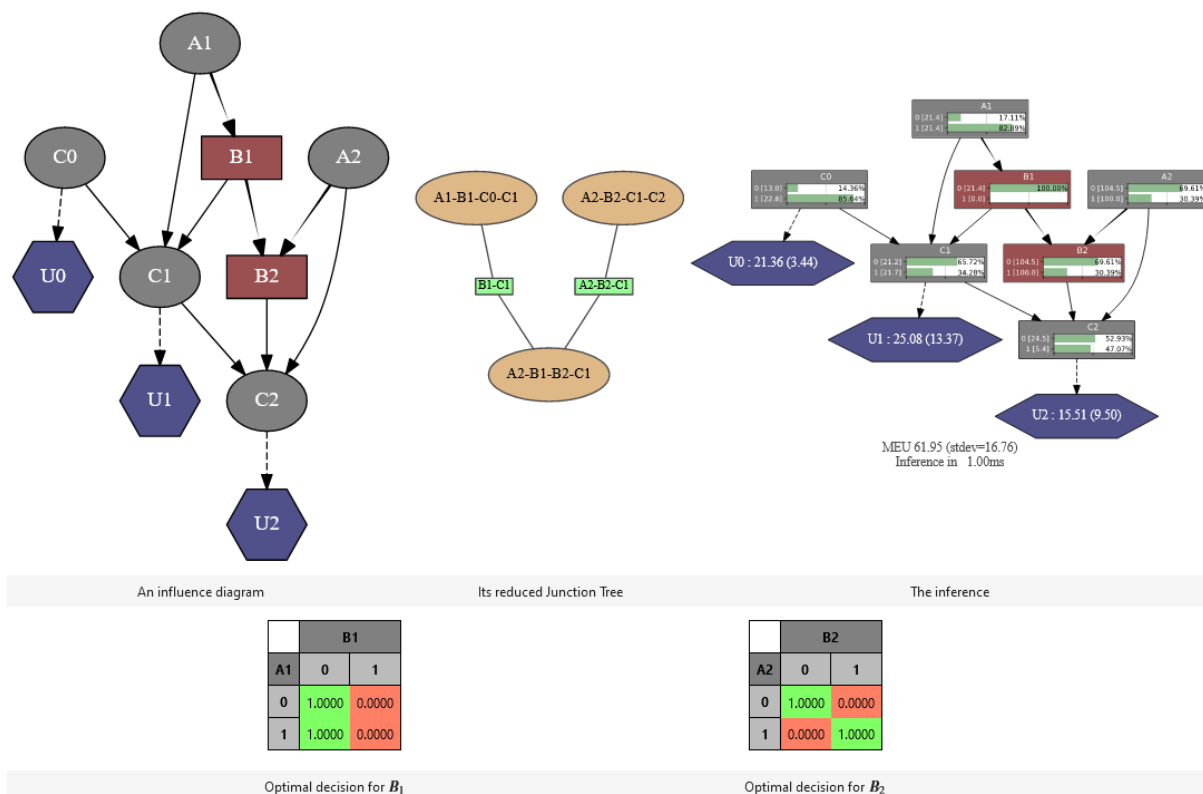 A1
C0
B1
A2
U0
C1
B2
U1
C2
U2
A1-B1-C0-C1
A2-B2-C1-C2
B1-C1
A2-B2-C1
A2-B1-B2-C1
A1
0 [21.4] 17.11%
1 [21.4] 82.89%
C0
0 [13.0] 14.36%
1 [22.8] 85.64%
B1
0 [21.4] 100.00%
1 [0.0]
A2
0 [104.5] 69.61%
1 [100.0] 30.39%
U0 : 21.36 (3.44)
C1
0 [21.2] 65.72%
1 [21.7] 34.28%
B2
0 [104.5] 69.61%
1 [100.0] 30.39%
U1 : 25.08 (13.37)
C2
0 [24.5] 52.93%
1 [5.4] 47.07%
U2 : 15.51 (9.50)
MEU 61.95 (stdev=16.76)
Inference in 1.00ms
An influence diagram
Its reduced Junction Tree
The inference
B1
A1 0 1
0 1.0000 0.0000
1 1.0000 0.0000
B2
A2 0 1
0 1.0000 0.0000
1 0.0000 1.0000
Optimal decision for B1
Optimal decision for B2